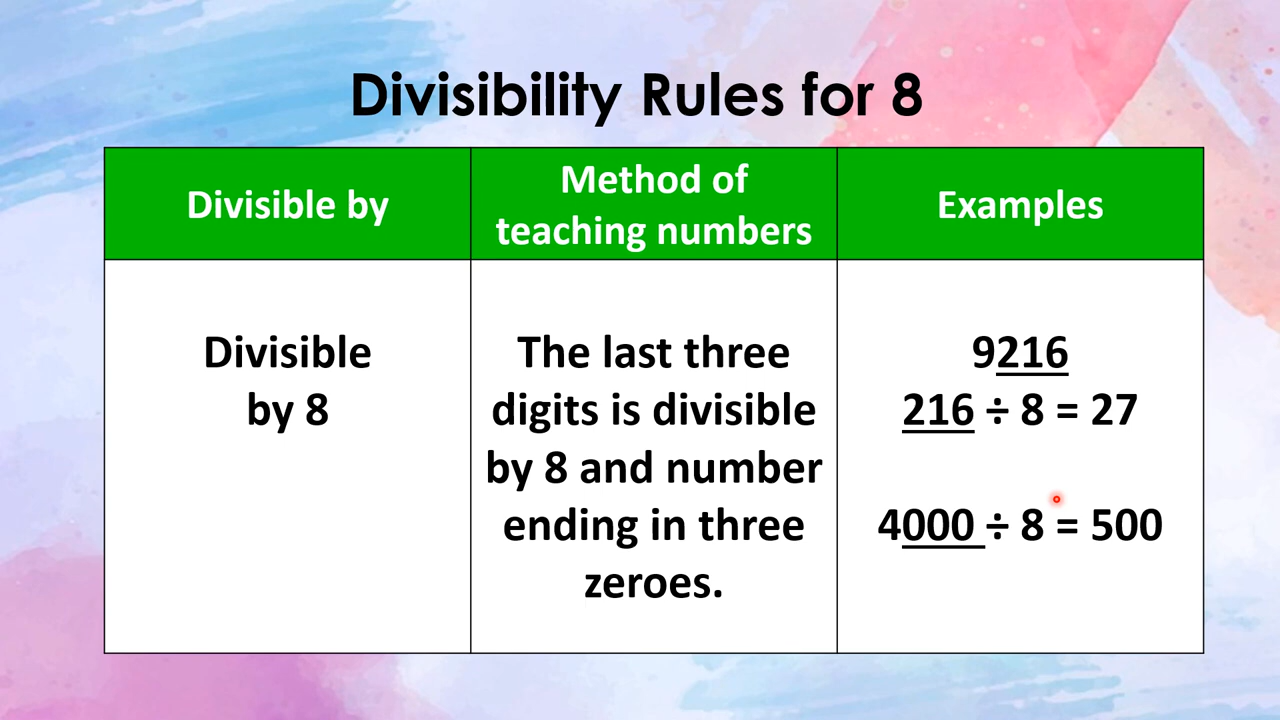 Divisibility Rules for 8
Divisible by
Method of
teaching numbers
Examples
Divisible
by 8
The last three
digits is divisible
by 8 and number
ending in three
zeroes.
9216
216 ÷ 8 = 27
4000 ÷ 8 = 500